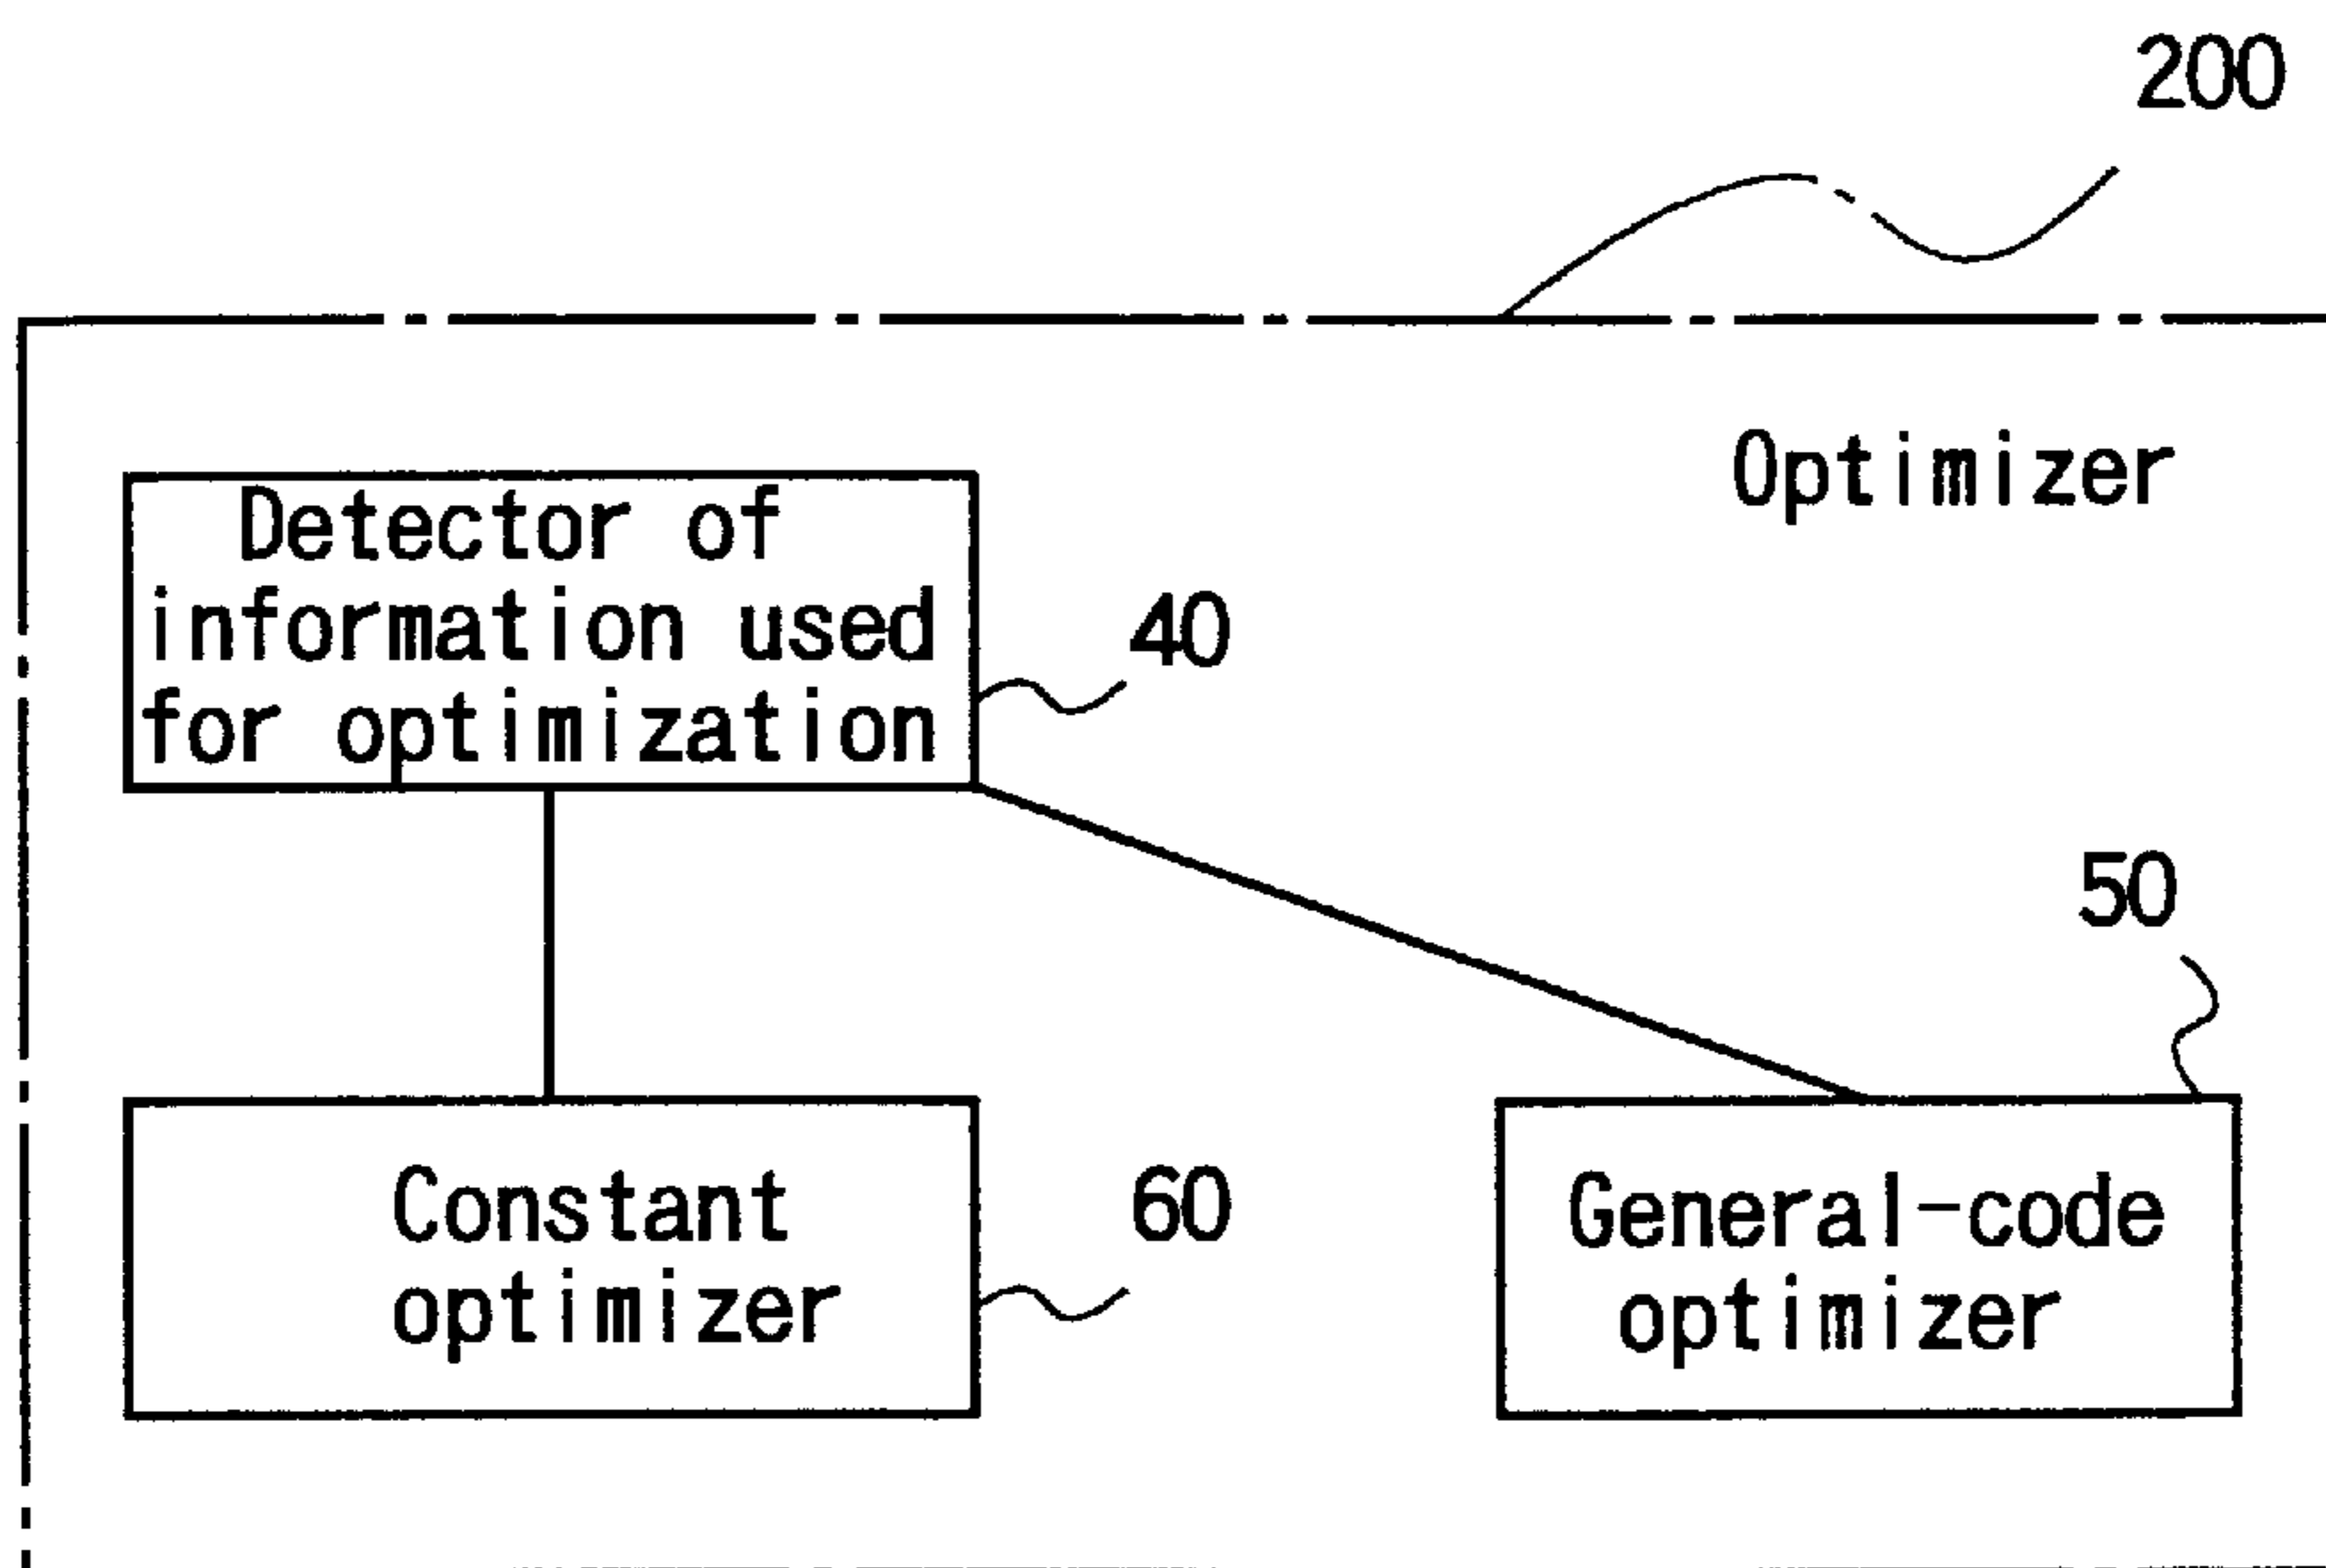 200
Optimizer
Detector of
information used
for optimization
40
50
Constant
optimizer
60
General-code
optimizer